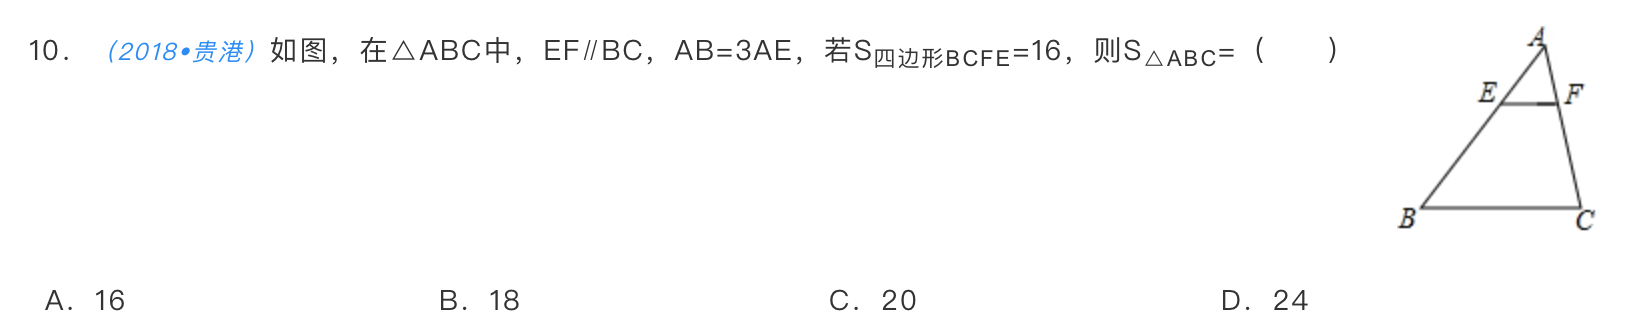 10. (2018•贵港) 如图，在△ABC中，EF//BC，AB=3AE，若S四边形BCFE=16，则S△ABC=（　　）
A
E F
B C
A. 16 B. 18 C. 20 D. 24